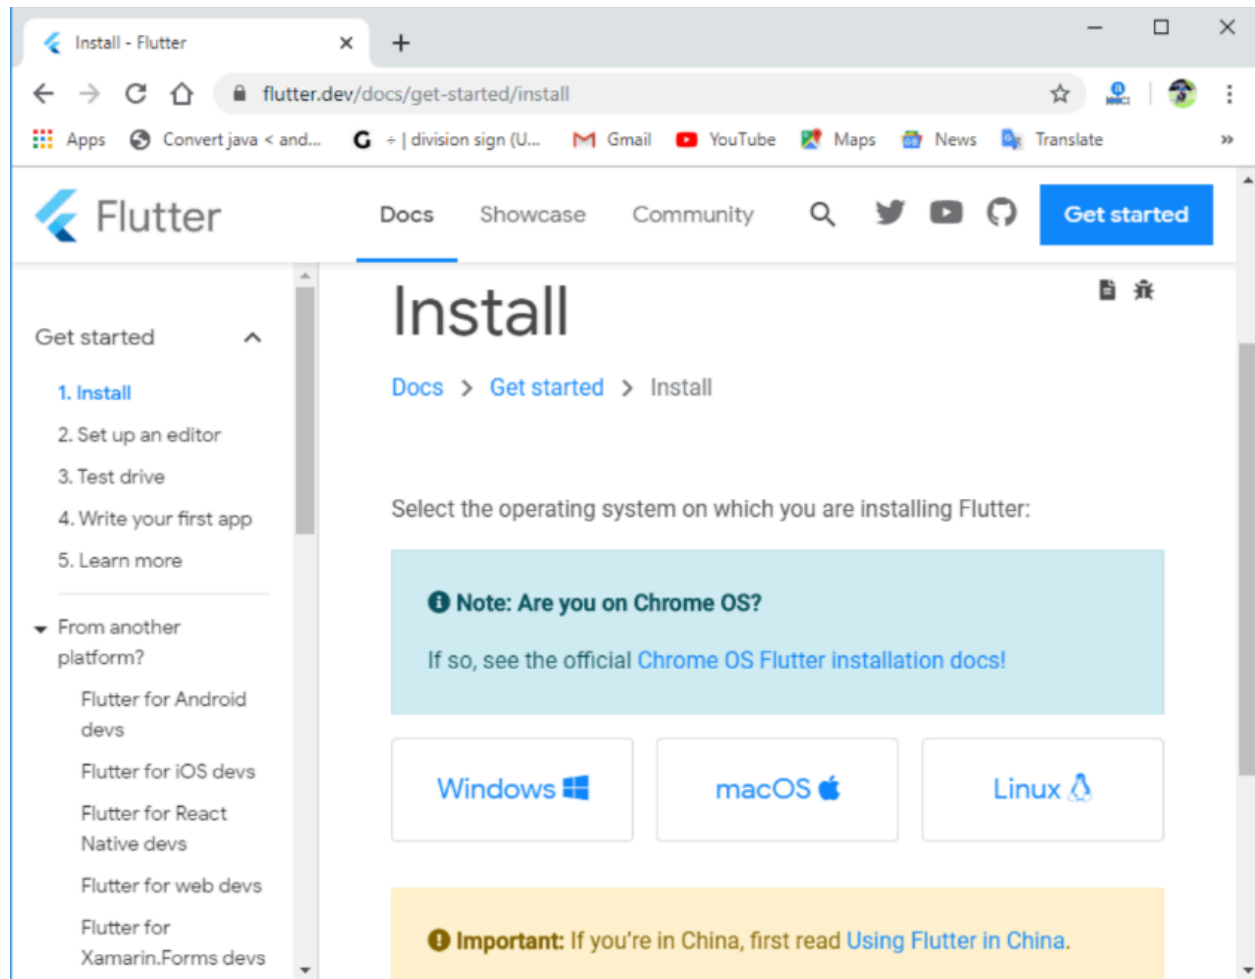 Install - Flutter
flutter.dev/docs/get-started/install
Apps Convert java < and... G ÷ | division sign (U... Gmail YouTube Maps News Translate »
Flutter Docs Showcase Community Get started
Get started
1. Install
2. Set up an editor
3. Test drive
4. Write your first app
5. Learn more
From another
platform?
Flutter for Android
devs
Flutter for iOS devs
Flutter for React
Native devs
Flutter for web devs
Flutter for
Xamarin.Forms devs
Install
Docs > Get started > Install
Select the operating system on which you are installing Flutter:
Note: Are you on Chrome OS?
If so, see the official Chrome OS Flutter installation docs!
Windows macOS Linux
Important: If you're in China, first read Using Flutter in China.